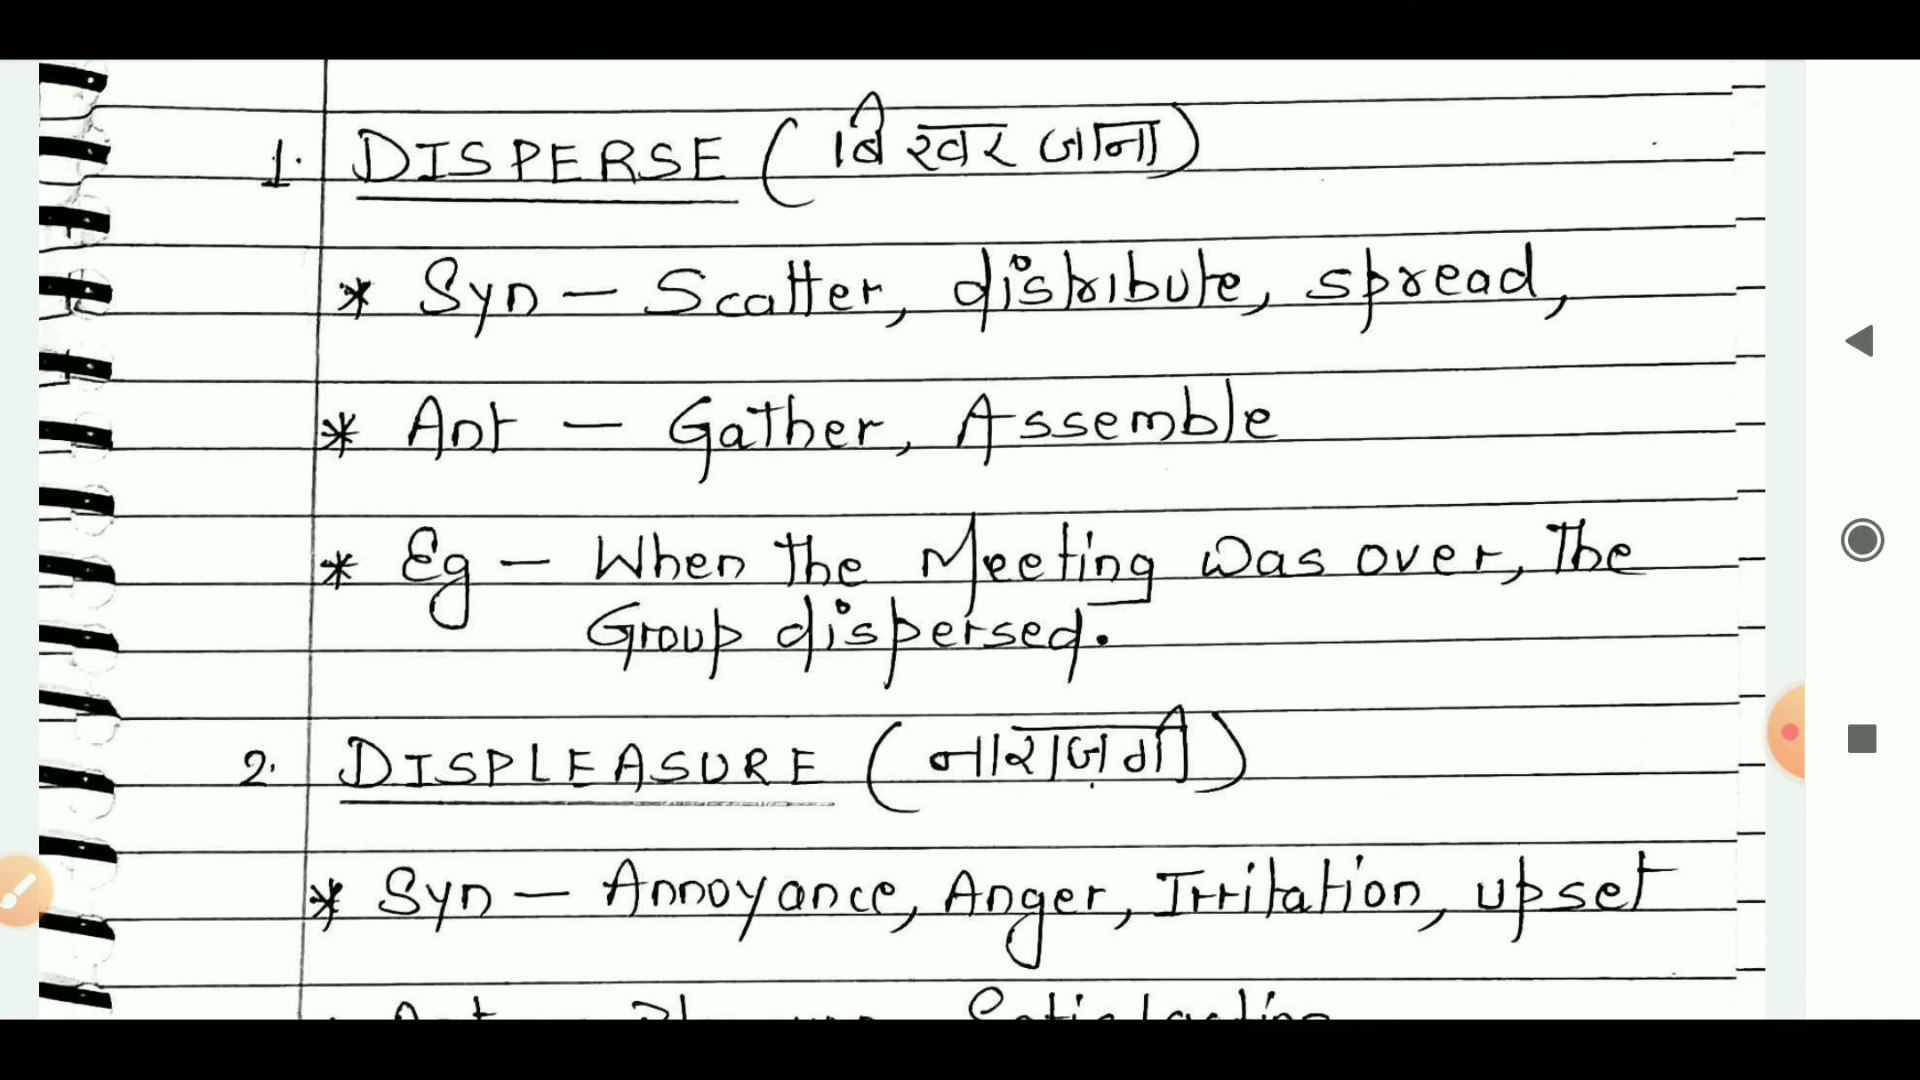 1. DISPERSE (बिखर जाना)
* Syn — Scatter, distribute, spread,
* Ant — Gather, Assemble
* Eg — When the Meeting was over, The
Group dispersed.
2. DISPLEASURE (नाराजगी)
* Syn — Annoyance, Anger, Irritation, upset